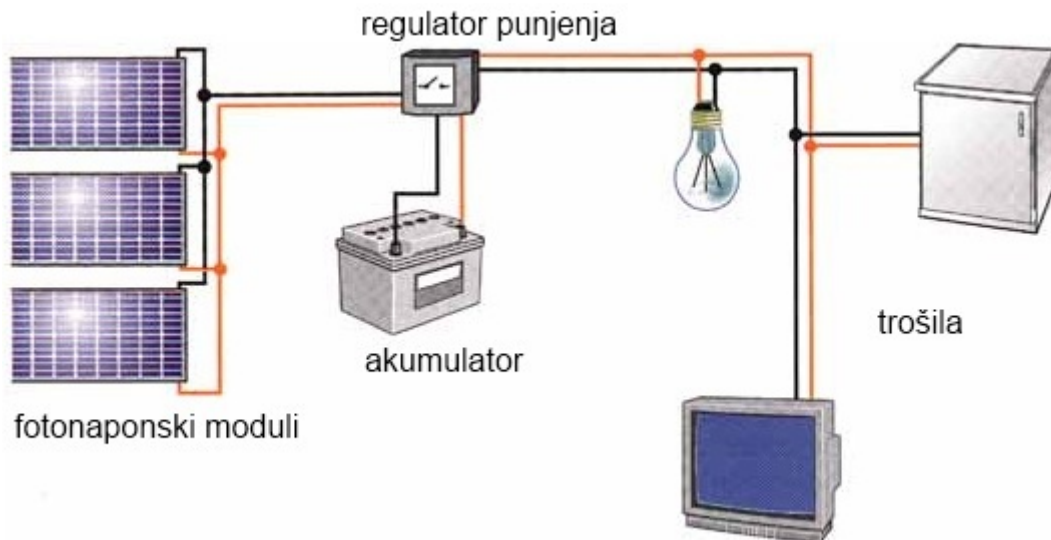 regulator punjenja
akumulator
trošila
fotonaponski moduli